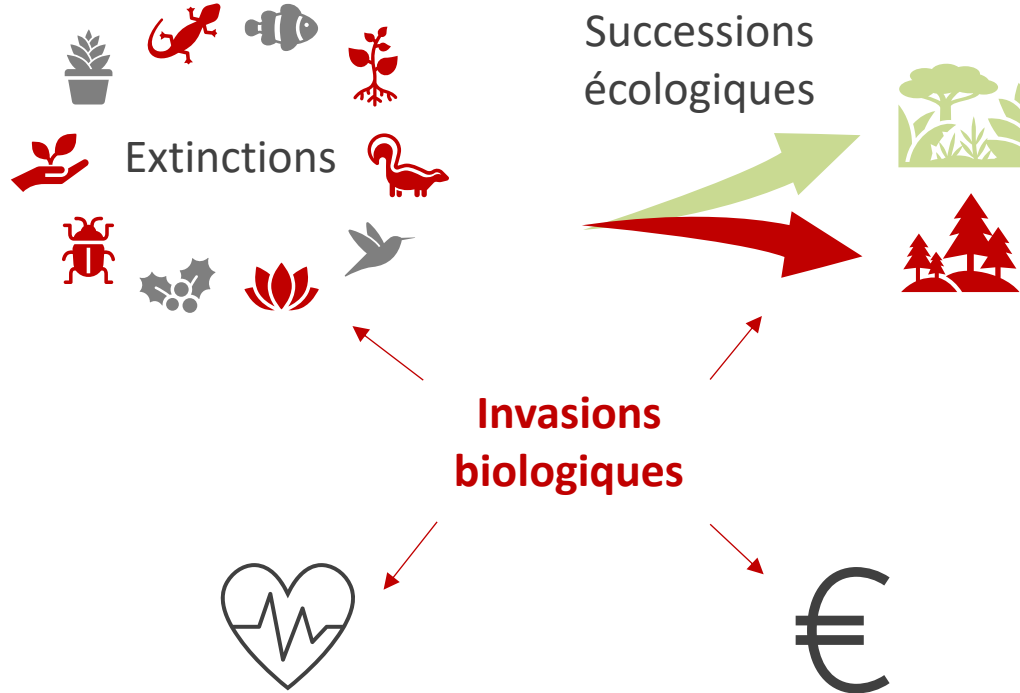 Extinctions
Successions
écologiques
Invasions
biologiques
€